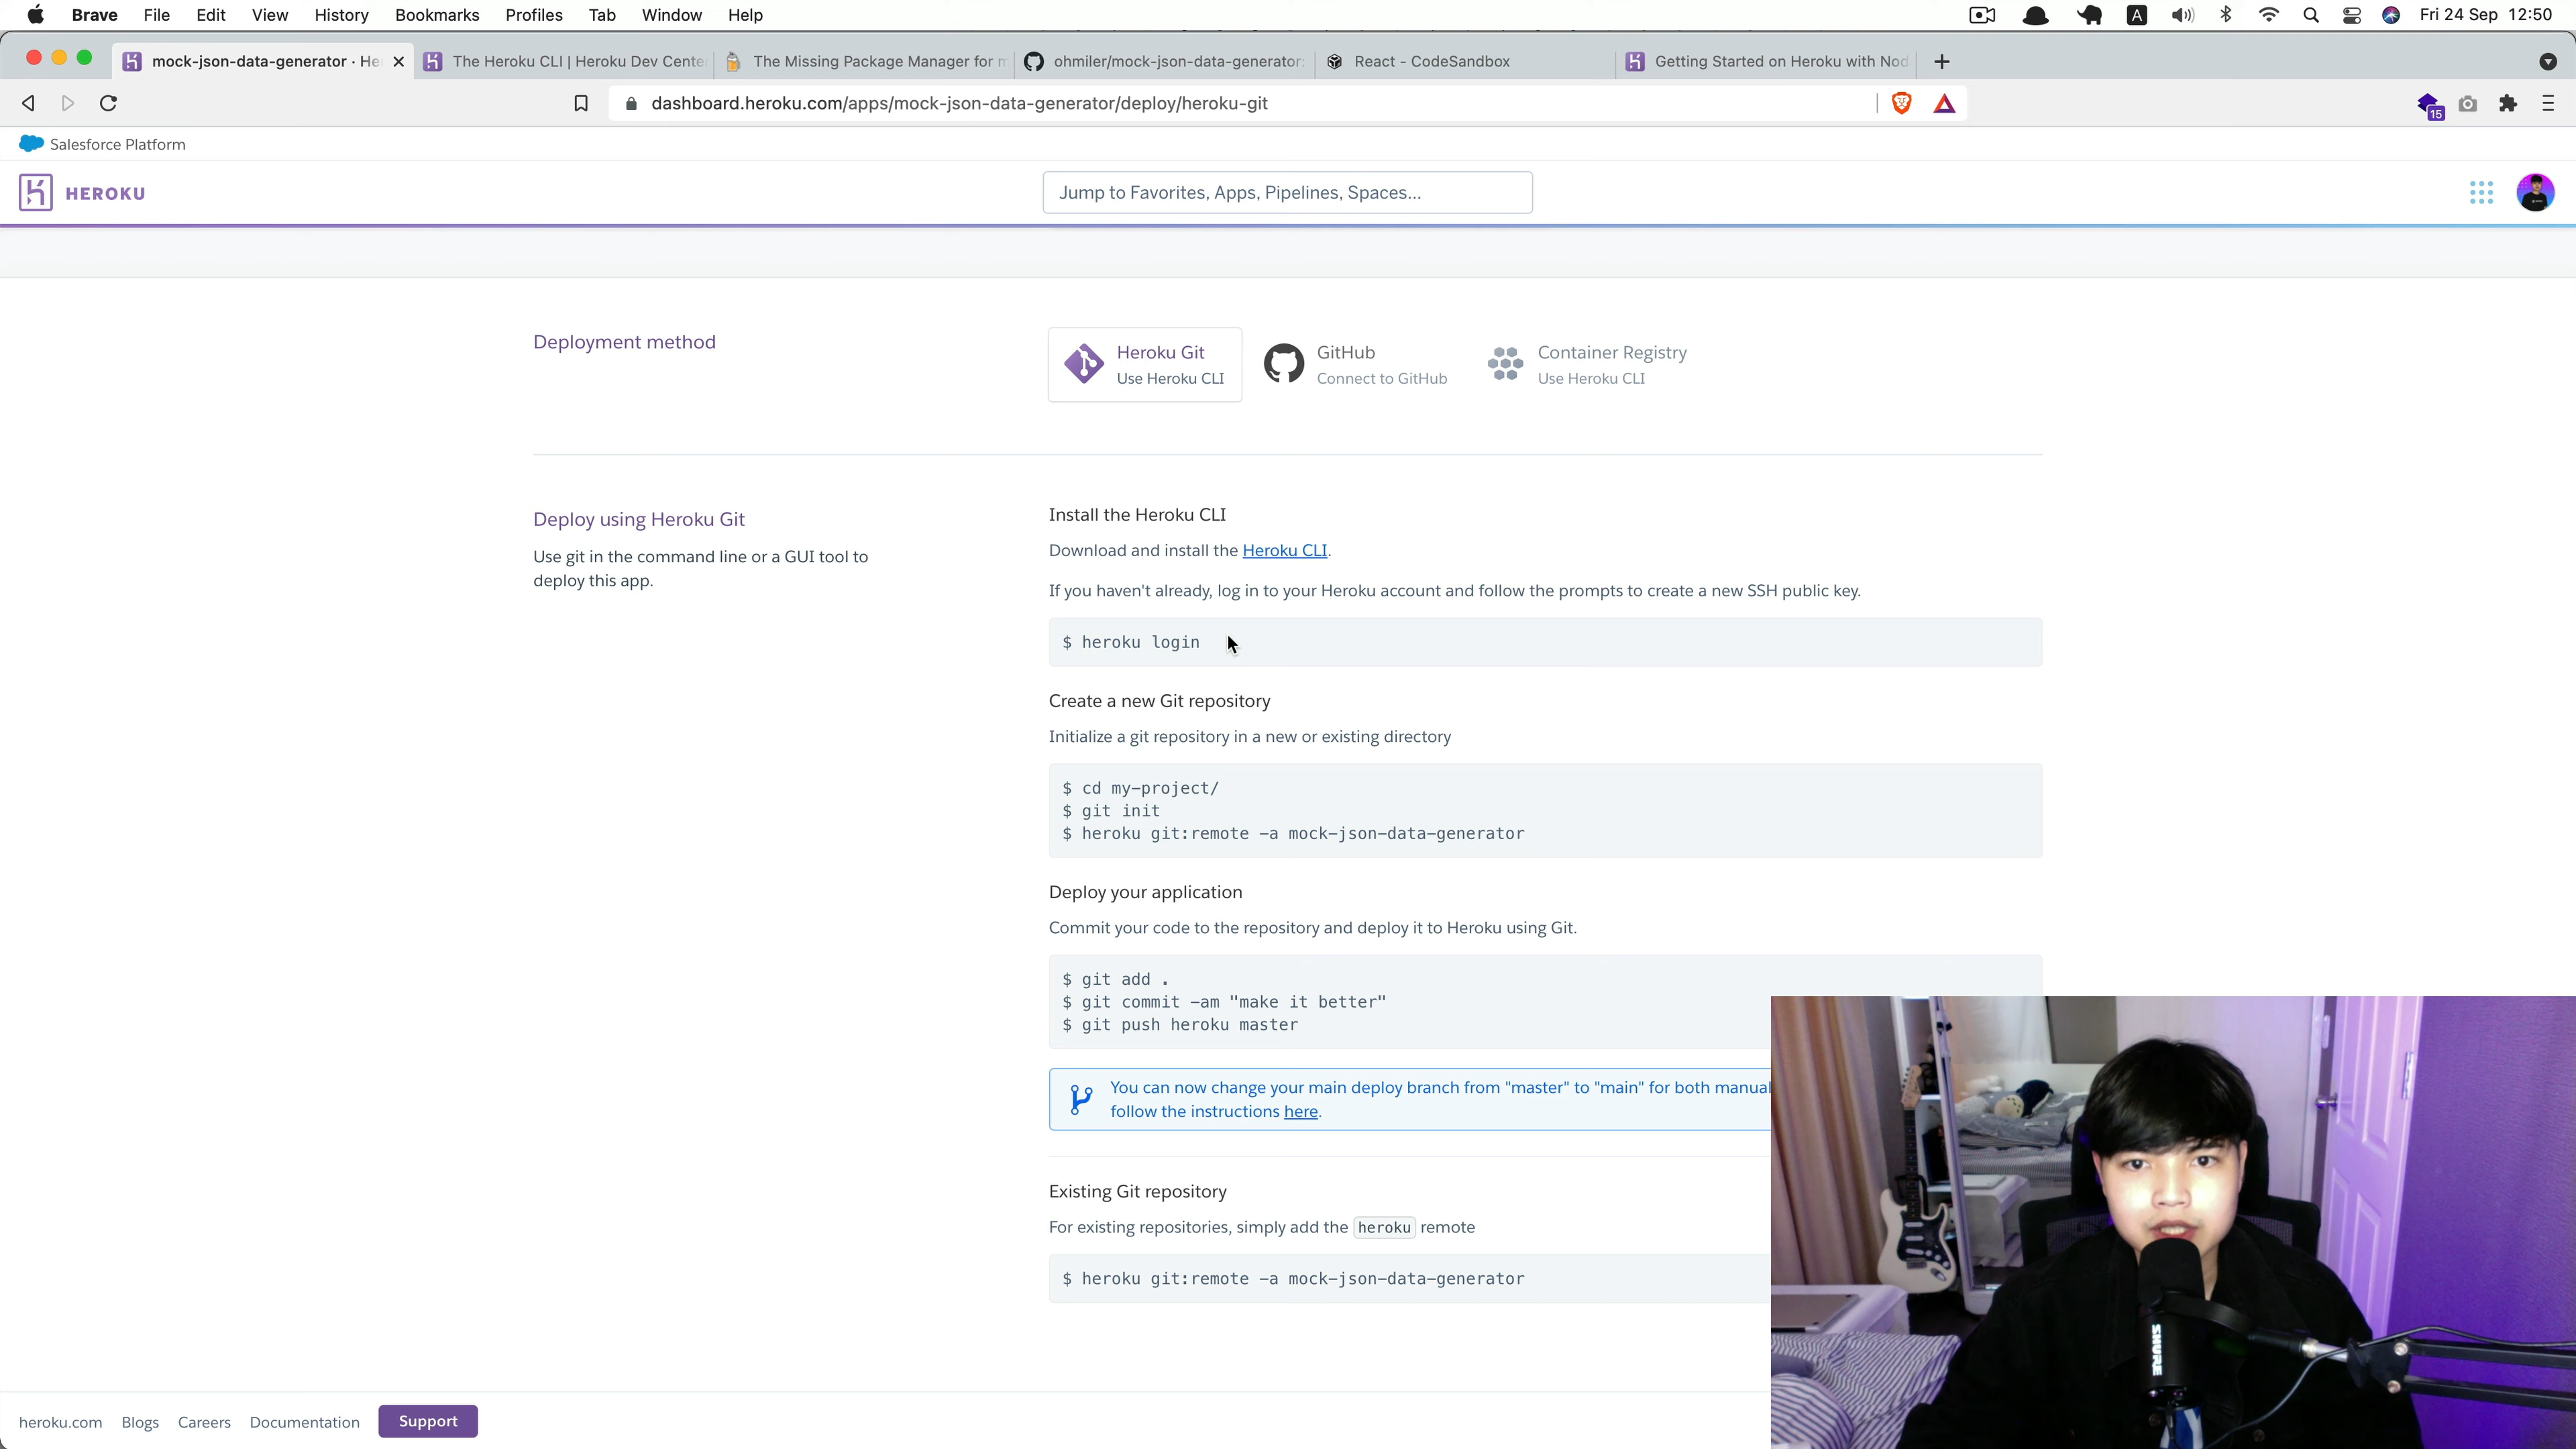 Brave File Edit View History Bookmarks Profiles Tab Window Help A Fri 24 Sep 12:50
mock-json-data-generator · He The Heroku CLI | Heroku Dev Cente The Missing Package Manager for m ohmiler/mock-json-data-generator: React - CodeSandbox Getting Started on Heroku with Nod
dashboard.heroku.com/apps/mock-json-data-generator/deploy/heroku-git 15
Salesforce Platform
HEROKU
Jump to Favorites, Apps, Pipelines, Spaces...
Deployment method
Heroku Git
Use Heroku CLI
GitHub
Connect to GitHub
Container Registry
Use Heroku CLI
Deploy using Heroku Git
Use git in the command line or a GUI tool to
deploy this app.
Install the Heroku CLI
Download and install the Heroku CLI.
If you haven't already, log in to your Heroku account and follow the prompts to create a new SSH public key.
$ heroku login
Create a new Git repository
Initialize a git repository in a new or existing directory
$ cd my-project/
$ git init
$ heroku git:remote -a mock-json-data-generator
Deploy your application
Commit your code to the repository and deploy it to Heroku using Git.
$ git add .
$ git commit -am "make it better"
$ git push heroku master
You can now change your main deploy branch from "master" to "main" for both manual
follow the instructions here.
Existing Git repository
For existing repositories, simply add the heroku remote
$ heroku git:remote -a mock-json-data-generator
SHURE
heroku.com Blogs Careers Documentation Support